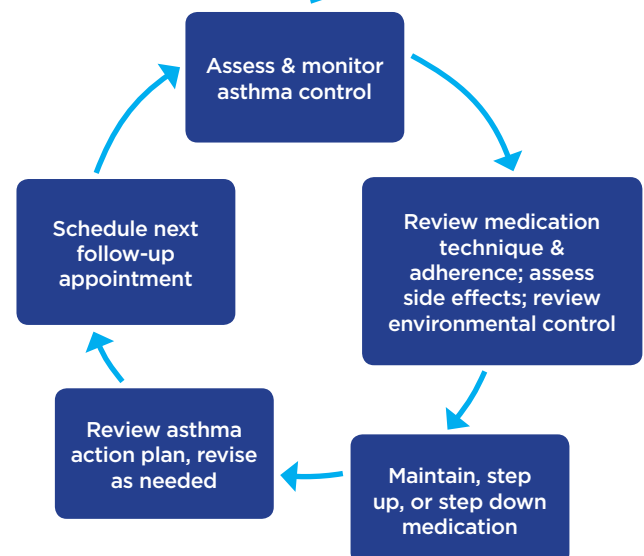 Assess & monitor
asthma control
Review medication
technique &
adherence; assess
side effects; review
environmental control
Maintain, step
up, or step down
medication
Review asthma
action plan, revise
as needed
Schedule next
follow-up
appointment